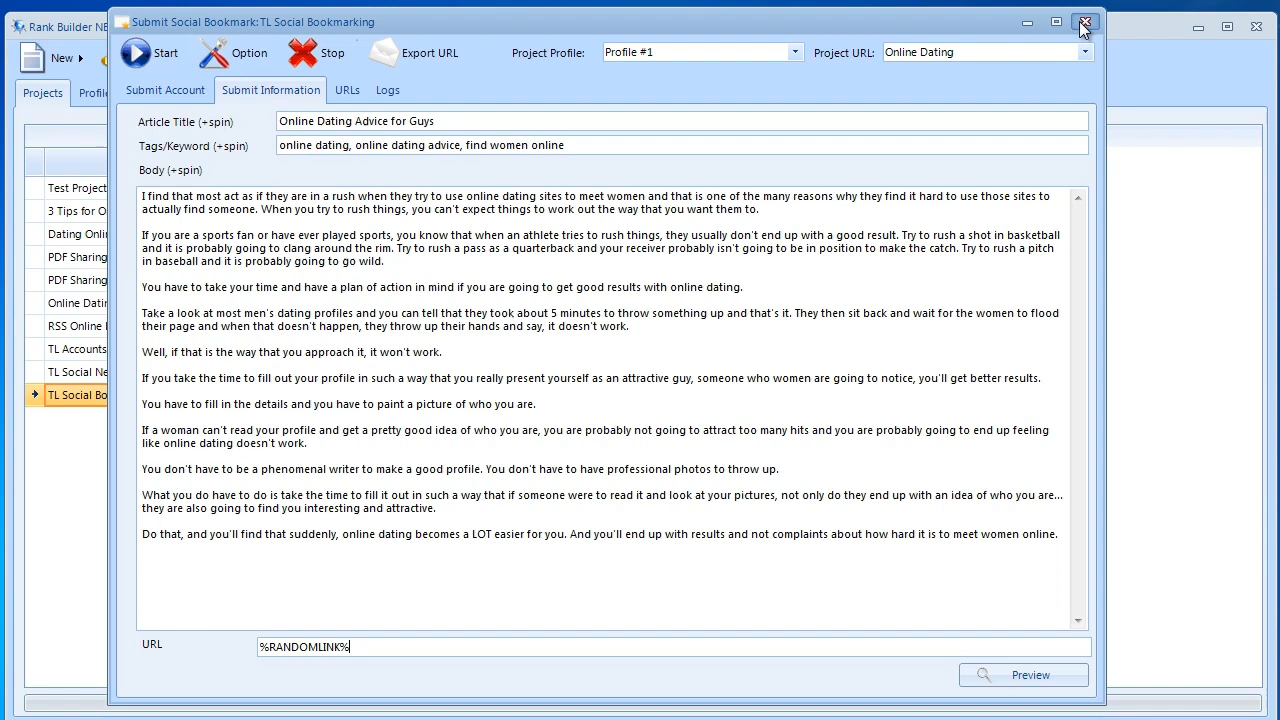 Rank Builder NE
Submit Social Bookmark:TL Social Bookmarking
New
Start
Option
Stop
Export URL
Project Profile:
Profile #1
Project URL:
Online Dating
Projects
Profile
Submit Account
Submit Information
URLs
Logs
Article Title (+spin)
Online Dating Advice for Guys
Tags/Keyword (+spin)
online dating, online dating advice, find women online
Body (+spin)
I find that most act as if they are in a rush when they try to use online dating sites to meet women and that is one of the many reasons why they find it hard to use those sites to
actually find someone. When you try to rush things, you can't expect things to work out the way that you want them to.
If you are a sports fan or have ever played sports, you know that when an athlete tries to rush things, they usually don't end up with a good result. Try to rush a shot in basketball
and it is probably going to clang around the rim. Try to rush a pass as a quarterback and your receiver probably isn't going to be in position to make the catch. Try to rush a pitch
in baseball and it is probably going to go wild.
You have to take your time and have a plan of action in mind if you are going to get good results with online dating.
Take a look at most men's dating profiles and you can tell that they took about 5 minutes to throw something up and that's it. They then sit back and wait for the women to flood
their page and when that doesn't happen, they throw up their hands and say, it doesn't work.
Well, if that is the way that you approach it, it won't work.
If you take the time to fill out your profile in such a way that you really present yourself as an attractive guy, someone who women are going to notice, you'll get better results.
You have to fill in the details and you have to paint a picture of who you are.
If a woman can't read your profile and get a pretty good idea of who you are, you are probably not going to attract too many hits and you are probably going to end up feeling
like online dating doesn't work.
You don't have to be a phenomenal writer to make a good profile. You don't have to have professional photos to throw up.
What you do have to do is take the time to fill it out in such a way that if someone were to read it and look at your pictures, not only do they end up with an idea of who you are...
they are also going to find you interesting and attractive.
Do that, and you'll find that suddenly, online dating becomes a LOT easier for you. And you'll end up with results and not complaints about how hard it is to meet women online.
Test Project
3 Tips for O
Dating Onli
PDF Sharing
PDF Sharing
Online Datin
RSS Online
TL Accounts
TL Social Ne
TL Social Bo
URL
%RANDOMLINK%
Preview